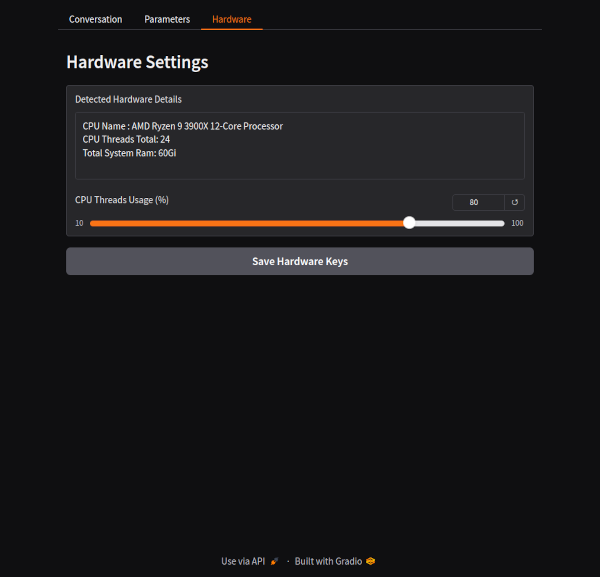 Conversation Parameters Hardware
Hardware Settings
Detected Hardware Details
CPU Name : AMD Ryzen 9 3900X 12-Core Processor
CPU Threads Total: 24
Total System Ram: 60Gi
CPU Threads Usage (%) 80 ↺
10 100
Save Hardware Keys
Use via API · Built with Gradio